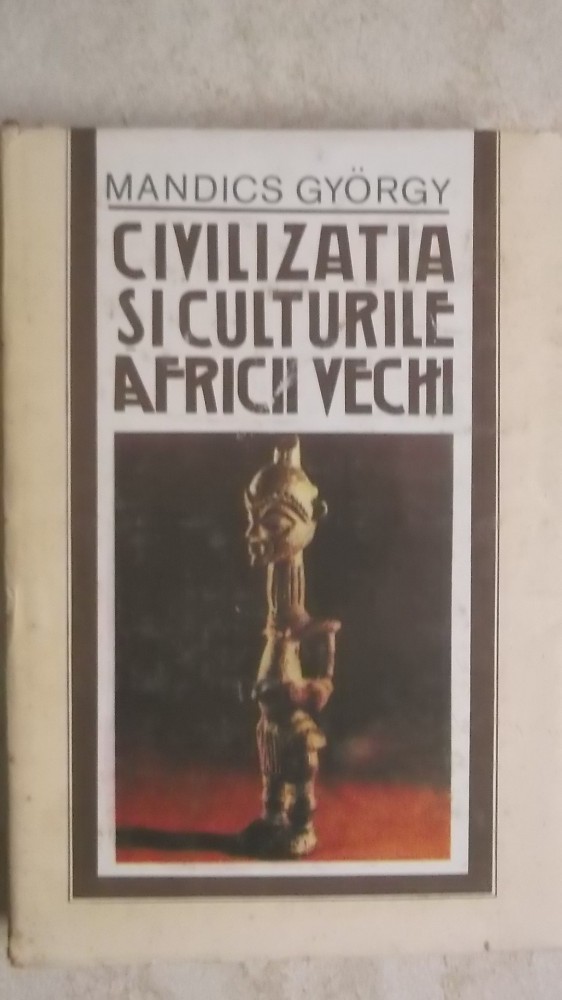 MANDICS GYÖRGY
CIVILIZATIA
SI CULTURILE
AFRICII VECHI